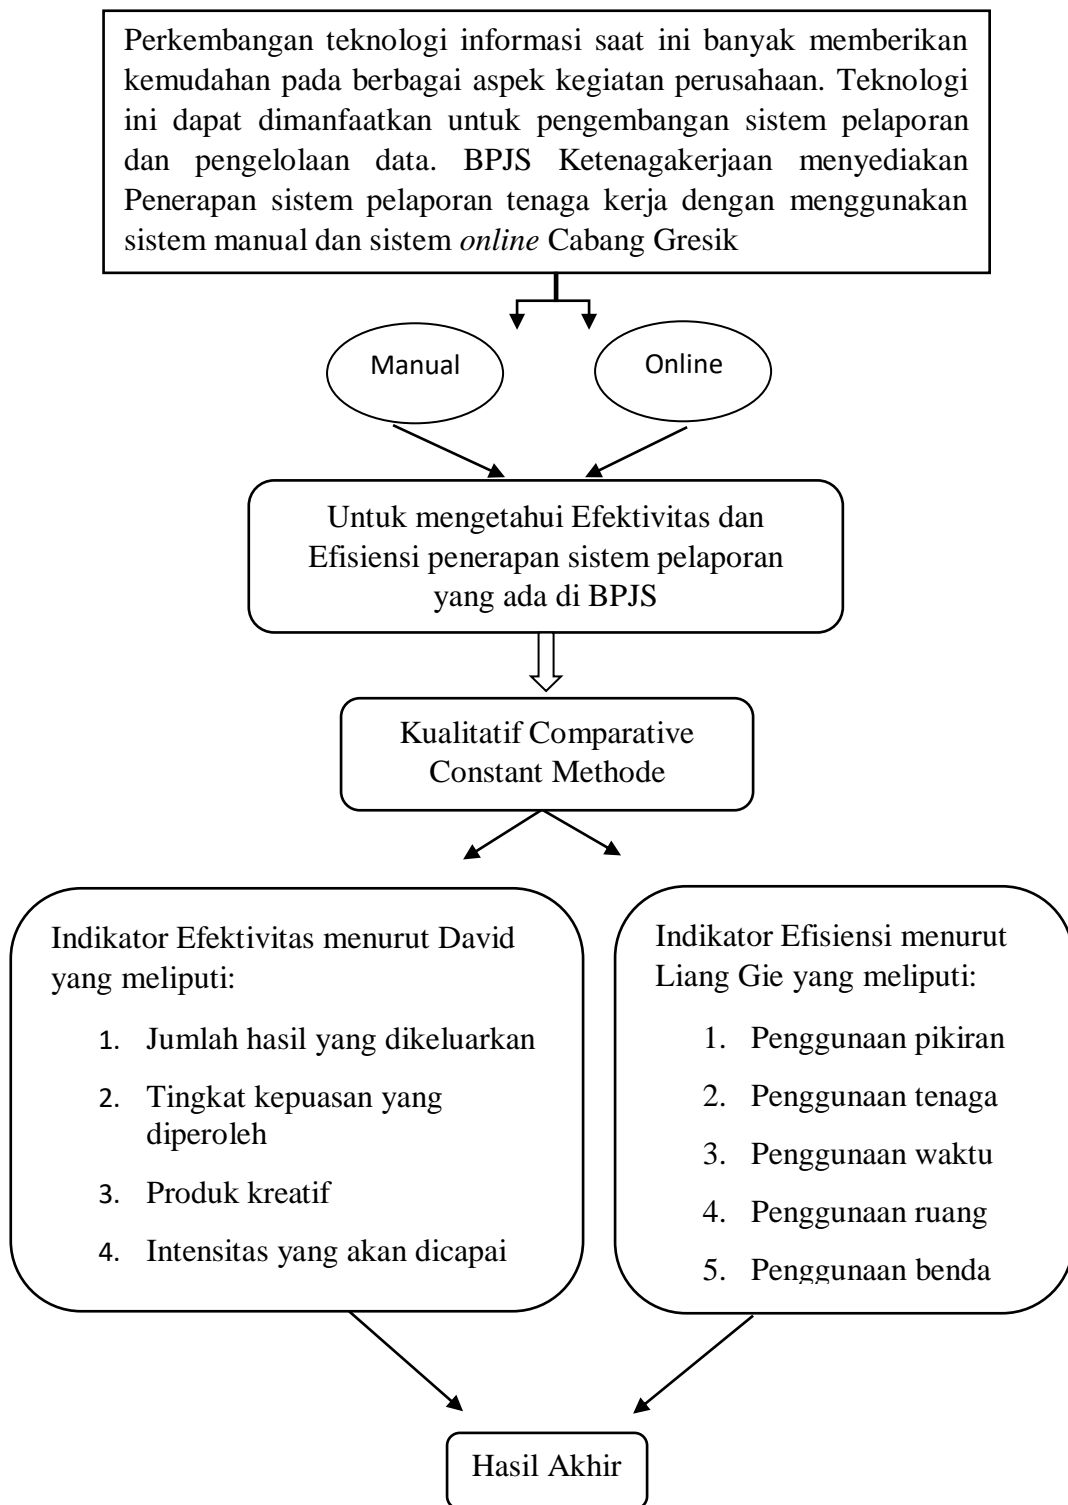 Perkembangan teknologi informasi saat ini banyak memberikan
kemudahan pada berbagai aspek kegiatan perusahaan. Teknologi
ini dapat dimanfaatkan untuk pengembangan sistem pelaporan
dan pengelolaan data. BPJS Ketenagakerjaan menyediakan
Penerapan sistem pelaporan tenaga kerja dengan menggunakan
sistem manual dan sistem online Cabang Gresik
Manual
Online
Untuk mengetahui Efektivitas dan
Efisiensi penerapan sistem pelaporan
yang ada di BPJS
Kualitatif Comparative
Constant Methode
Indikator Efektivitas menurut David
yang meliputi:
1. Jumlah hasil yang dikeluarkan
2. Tingkat kepuasan yang
diperoleh
3. Produk kreatif
4. Intensitas yang akan dicapai
Indikator Efisiensi menurut
Liang Gie yang meliputi:
1. Penggunaan pikiran
2. Penggunaan tenaga
3. Penggunaan waktu
4. Penggunaan ruang
5. Penggunaan benda
Hasil Akhir